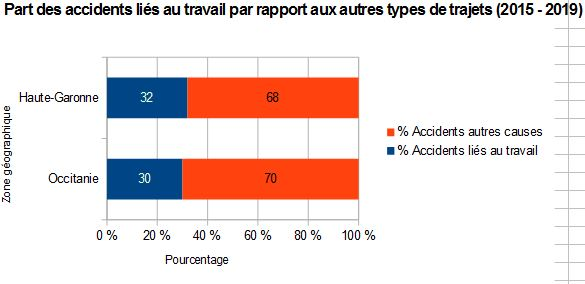 Part des accidents liés au travail par rapport aux autres types de trajets (2015 - 2019)
Haute-Garonne
32
68
Occitanie
30
70
0 %
20 %
40 %
60 %
80 %
100 %
Pourcentage
Zone géographique
% Accidents autres causes
% Accidents liés au travail